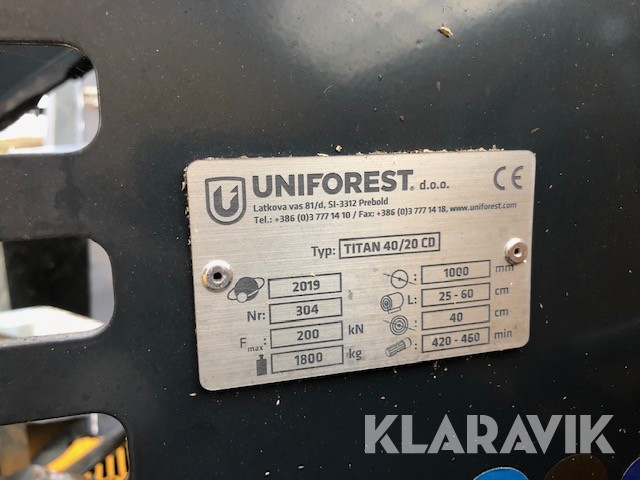 UNIFOREST® d.o.o.
Latkova vas 81/d, SI-3312 Prebold
Tel.: +386 (0)3 777 14 10 / Fax: +386 (0)3 777 14 18, www.uniforest.com
CE
Typ: TITAN 40/20 CD
2019
Nr: 304
Fmax: 200 kN
1800 kg
: 1000 mm
L: 25 - 60 cm
: 40 cm
: 420 - 460 min⁻¹
KLARAVIK